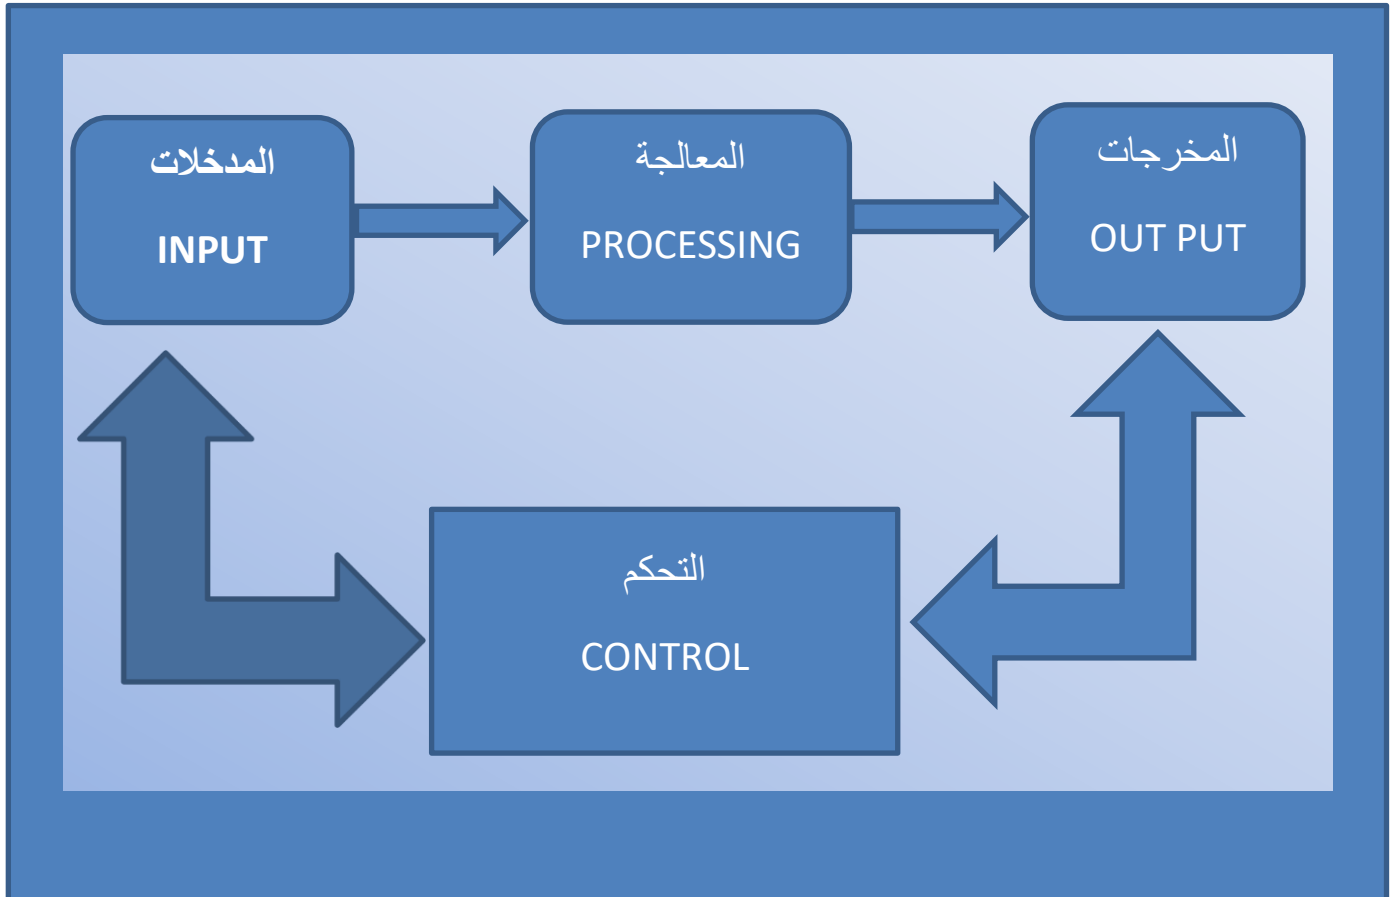 المدخلات
INPUT
المعالجة
PROCESSING
المخرجات
OUT PUT
التحكم
CONTROL